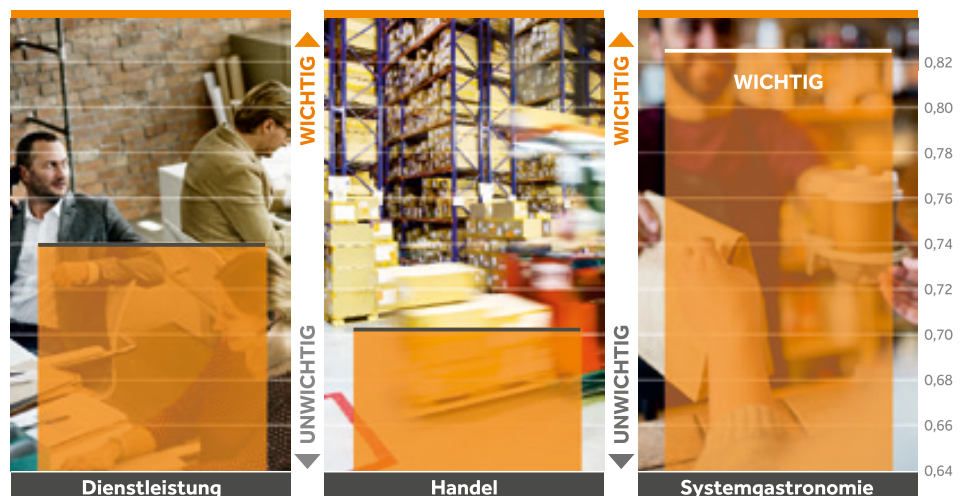 WICHTIG
UNWICHTIG
WICHTIG
UNWICHTIG
WICHTIG
0,82
0,80
0,78
0,76
0,74
0,72
0,70
0,68
0,66
0,64
Dienstleistung
Handel
Systemgastronomie